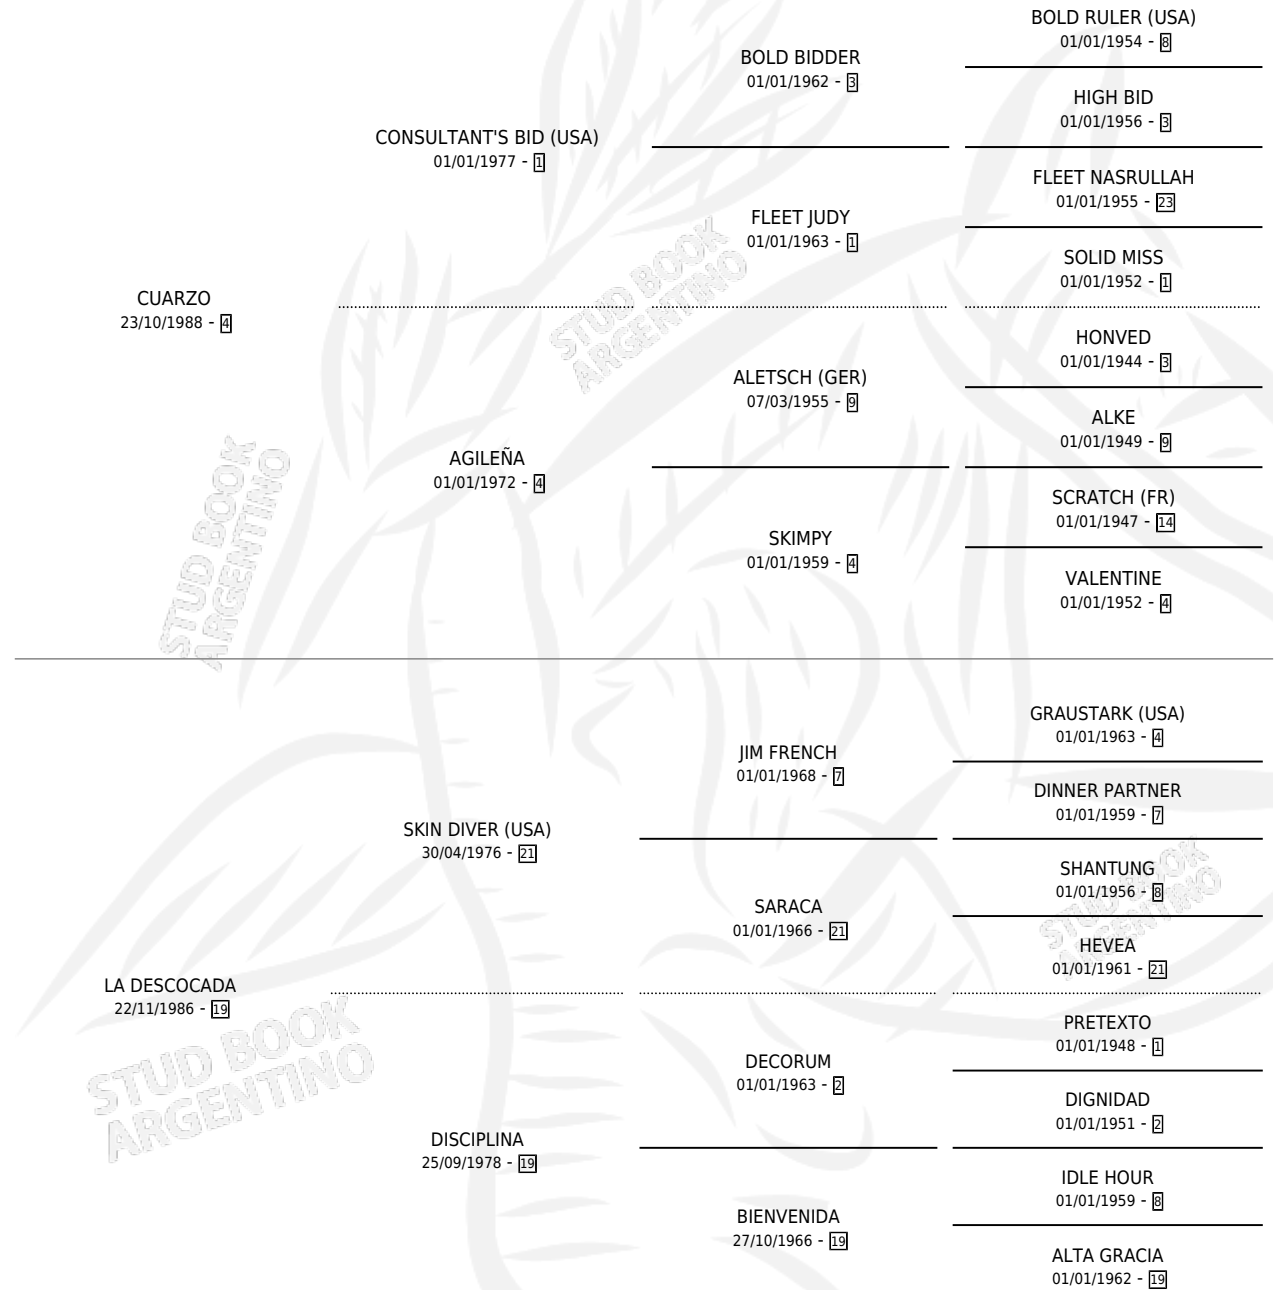 BOLD RULER (USA)
01/01/1954 - 8
BOLD BIDDER
01/01/1962 - 3
HIGH BID
01/01/1956 - 3
CONSULTANT'S BID (USA)
01/01/1977 - 1
FLEET NASRULLAH
01/01/1955 - 23
FLEET JUDY
01/01/1963 - 1
SOLID MISS
01/01/1952 - 1
CUARZO
23/10/1988 - 4
HONVED
01/01/1944 - 3
ALETSCH (GER)
07/03/1955 - 9
ALKE
01/01/1949 - 9
AGILEÑA
01/01/1972 - 4
SCRATCH (FR)
01/01/1947 - 14
SKIMPY
01/01/1959 - 4
VALENTINE
01/01/1952 - 4
STUD BOOK
ARGENTINO
STUD BOOK
ARGENTINO
GRAUSTARK (USA)
01/01/1963 - 4
JIM FRENCH
01/01/1968 - 7
DINNER PARTNER
01/01/1959 - 7
SKIN DIVER (USA)
30/04/1976 - 21
SHANTUNG
01/01/1956 - 8
SARACA
01/01/1966 - 21
HEVEA
01/01/1961 - 21
STUD BOOK
ARGENTINO
LA DESCOCADA
22/11/1986 - 19
PRETEXTO
01/01/1948 - 1
DECORUM
01/01/1963 - 2
DIGNIDAD
01/01/1951 - 2
STUD BOOK
ARGENTINO
DISCIPLINA
25/09/1978 - 19
IDLE HOUR
01/01/1959 - 8
BIENVENIDA
27/10/1966 - 19
ALTA GRACIA
01/01/1962 - 19